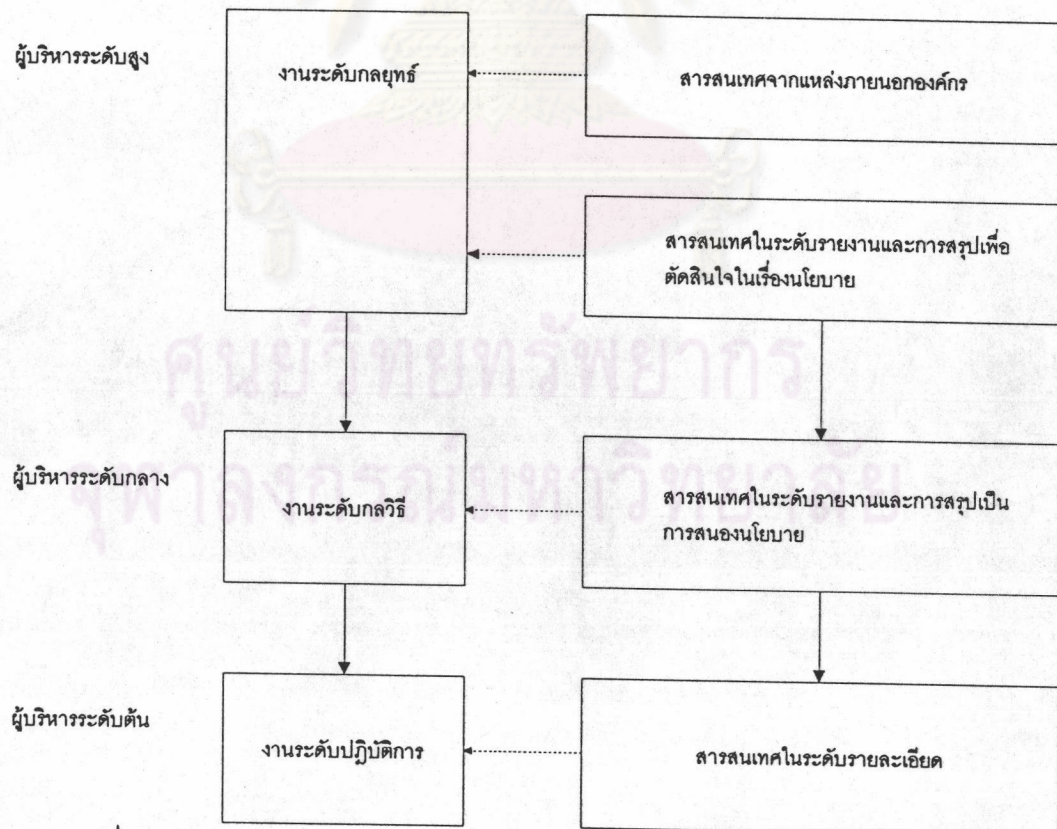 ผู้บริหารระดับสูง
งานระดับกลยุทธ์
สารสนเทศจากแหล่งภายนอกองค์กร
สารสนเทศในระดับรายงานและการสรุปเพื่อ
ตัดสินใจในเรื่องนโยบาย
ศูนย์วิทยทรัพยากร
จุฬาลงกรณ์มหาวิทยาลัย
ผู้บริหารระดับกลาง
งานระดับกลวิธี
สารสนเทศในระดับรายงานและการสรุปเป็น
การสนองนโยบาย
ผู้บริหารระดับต้น
งานระดับปฏิบัติการ
สารสนเทศในระดับรายละเอียด